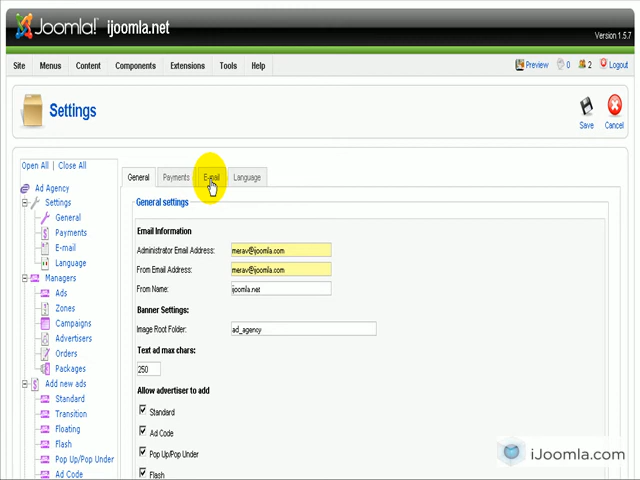 Joomla! ijoomla.net
Version 1.5.7
Site Menus Content Components Extensions Tools Help Preview 0 2 Logout
Settings
Save Cancel
Open All | Close All
General Payments E-mail Language
Ad Agency
Settings
General
Payments
E-mail
Language
Managers
Ads
Zones
Campaigns
Advertisers
Orders
Packages
Add new ads
Standard
Transition
Floating
Flash
Pop Up/Pop Under
Ad Code
General settings
Email Information
Administrator Email Address: merav@ijoomla.com
From Email Address: merav@ijoomla.com
From Name: ijoomla.net
Banner Settings:
Image Root Folder: ad_agency
Text ad max chars:
250
Allow advertiser to add
Standard
Ad Code
Pop Up/Pop Under
Flash
iJoomla.com